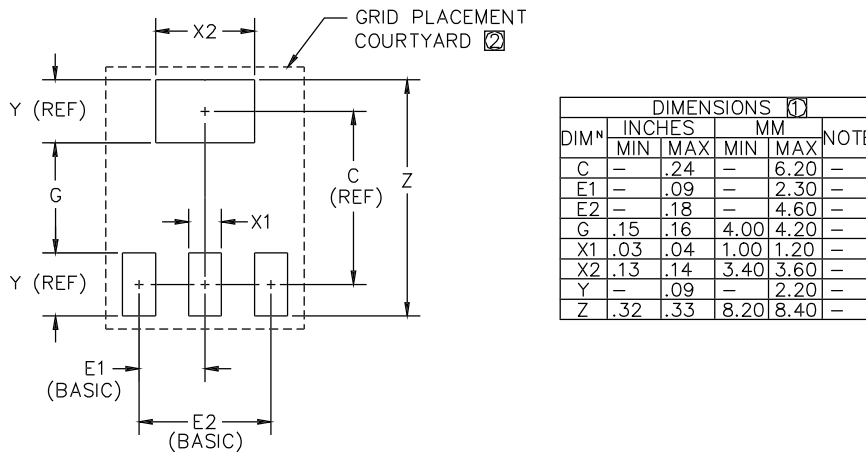 GRID PLACEMENT
COURTYARD 2
X2
Y (REF)
G
C
(REF)
Z
X1
Y (REF)
E1
(BASIC)
E2
(BASIC)
DIMENSIONS 1
DIMN INCHES MM NOTE
MIN MAX MIN MAX
C – .24 – 6.20 –
E1 – .09 – 2.30 –
E2 – .18 – 4.60 –
G .15 .16 4.00 4.20 –
X1 .03 .04 1.00 1.20 –
X2 .13 .14 3.40 3.60 –
Y – .09 – 2.20 –
Z .32 .33 8.20 8.40 –